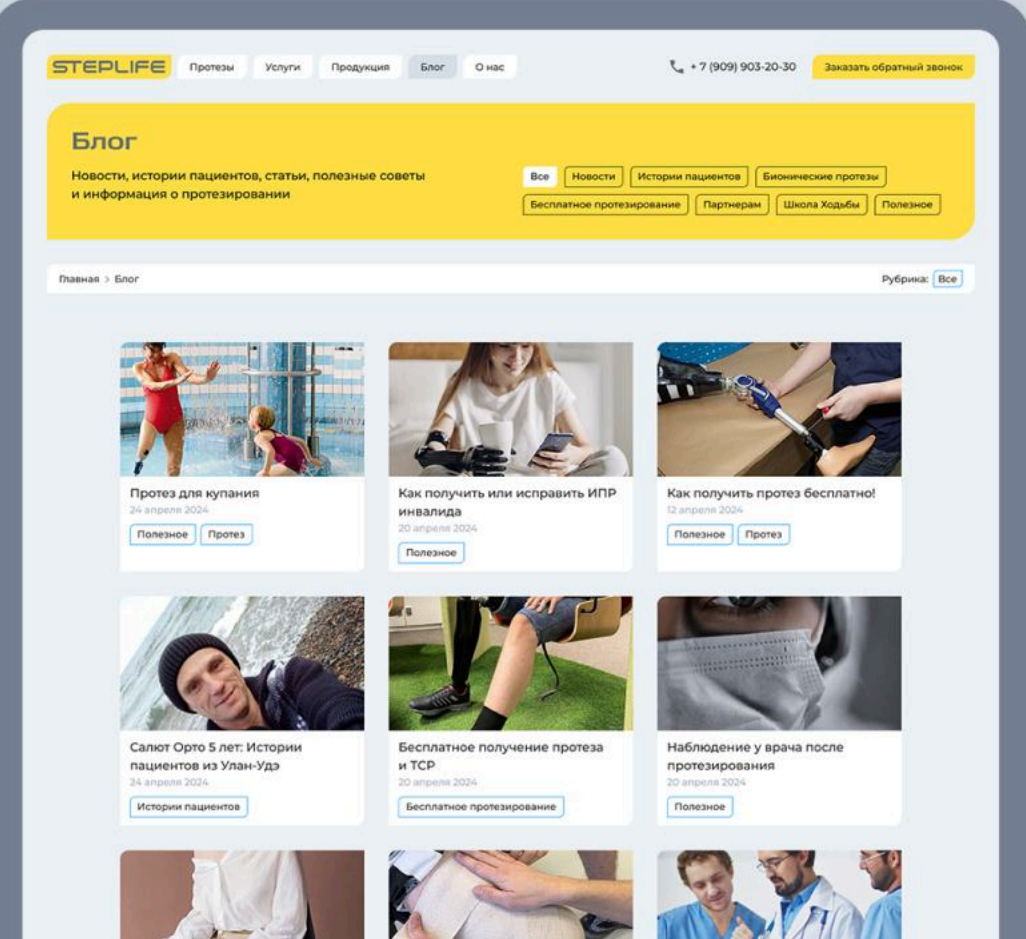 STEPLIFE Протезы Услуги Продукция Блог О нас + 7 (909) 903-20-30 Заказать обратный звонок
Блог
Новости, истории пациентов, статьи, полезные советы
и информация о протезировании
Все Новости Истории пациентов Бионические протезы
Бесплатное протезирование Партнерам Школа Ходьбы Полезное
Главная > Блог
Рубрика: Все
Протез для купания
24 апреля 2024
Полезное Протез
Как получить или исправить ИПР
инвалида
20 апреля 2024
Полезное
Как получить протез бесплатно!
12 апреля 2024
Полезное Протез
Салют Орто 5 лет: Истории
пациентов из Улан-Удэ
24 апреля 2024
Истории пациентов
Бесплатное получение протеза
и ТСР
20 апреля 2024
Бесплатное протезирование
Наблюдение у врача после
протезирования
20 апреля 2024
Полезное